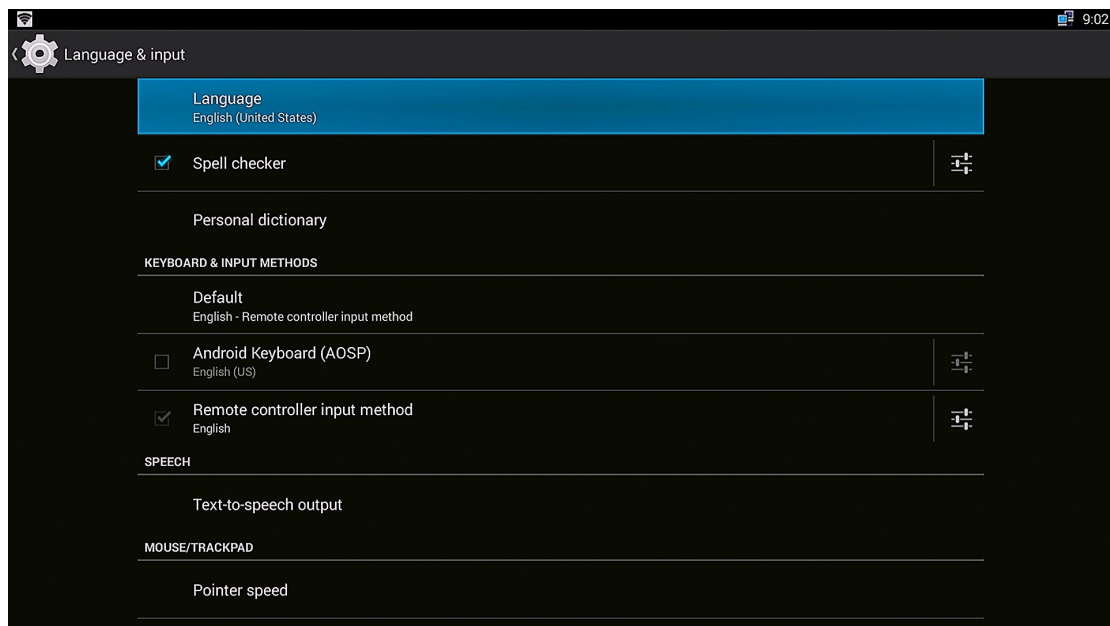 9:02
Language & input
Language
English (United States)
Spell checker
Personal dictionary
KEYBOARD & INPUT METHODS
Default
English - Remote controller input method
Android Keyboard (AOSP)
English (US)
Remote controller input method
English
SPEECH
Text-to-speech output
MOUSE/TRACKPAD
Pointer speed